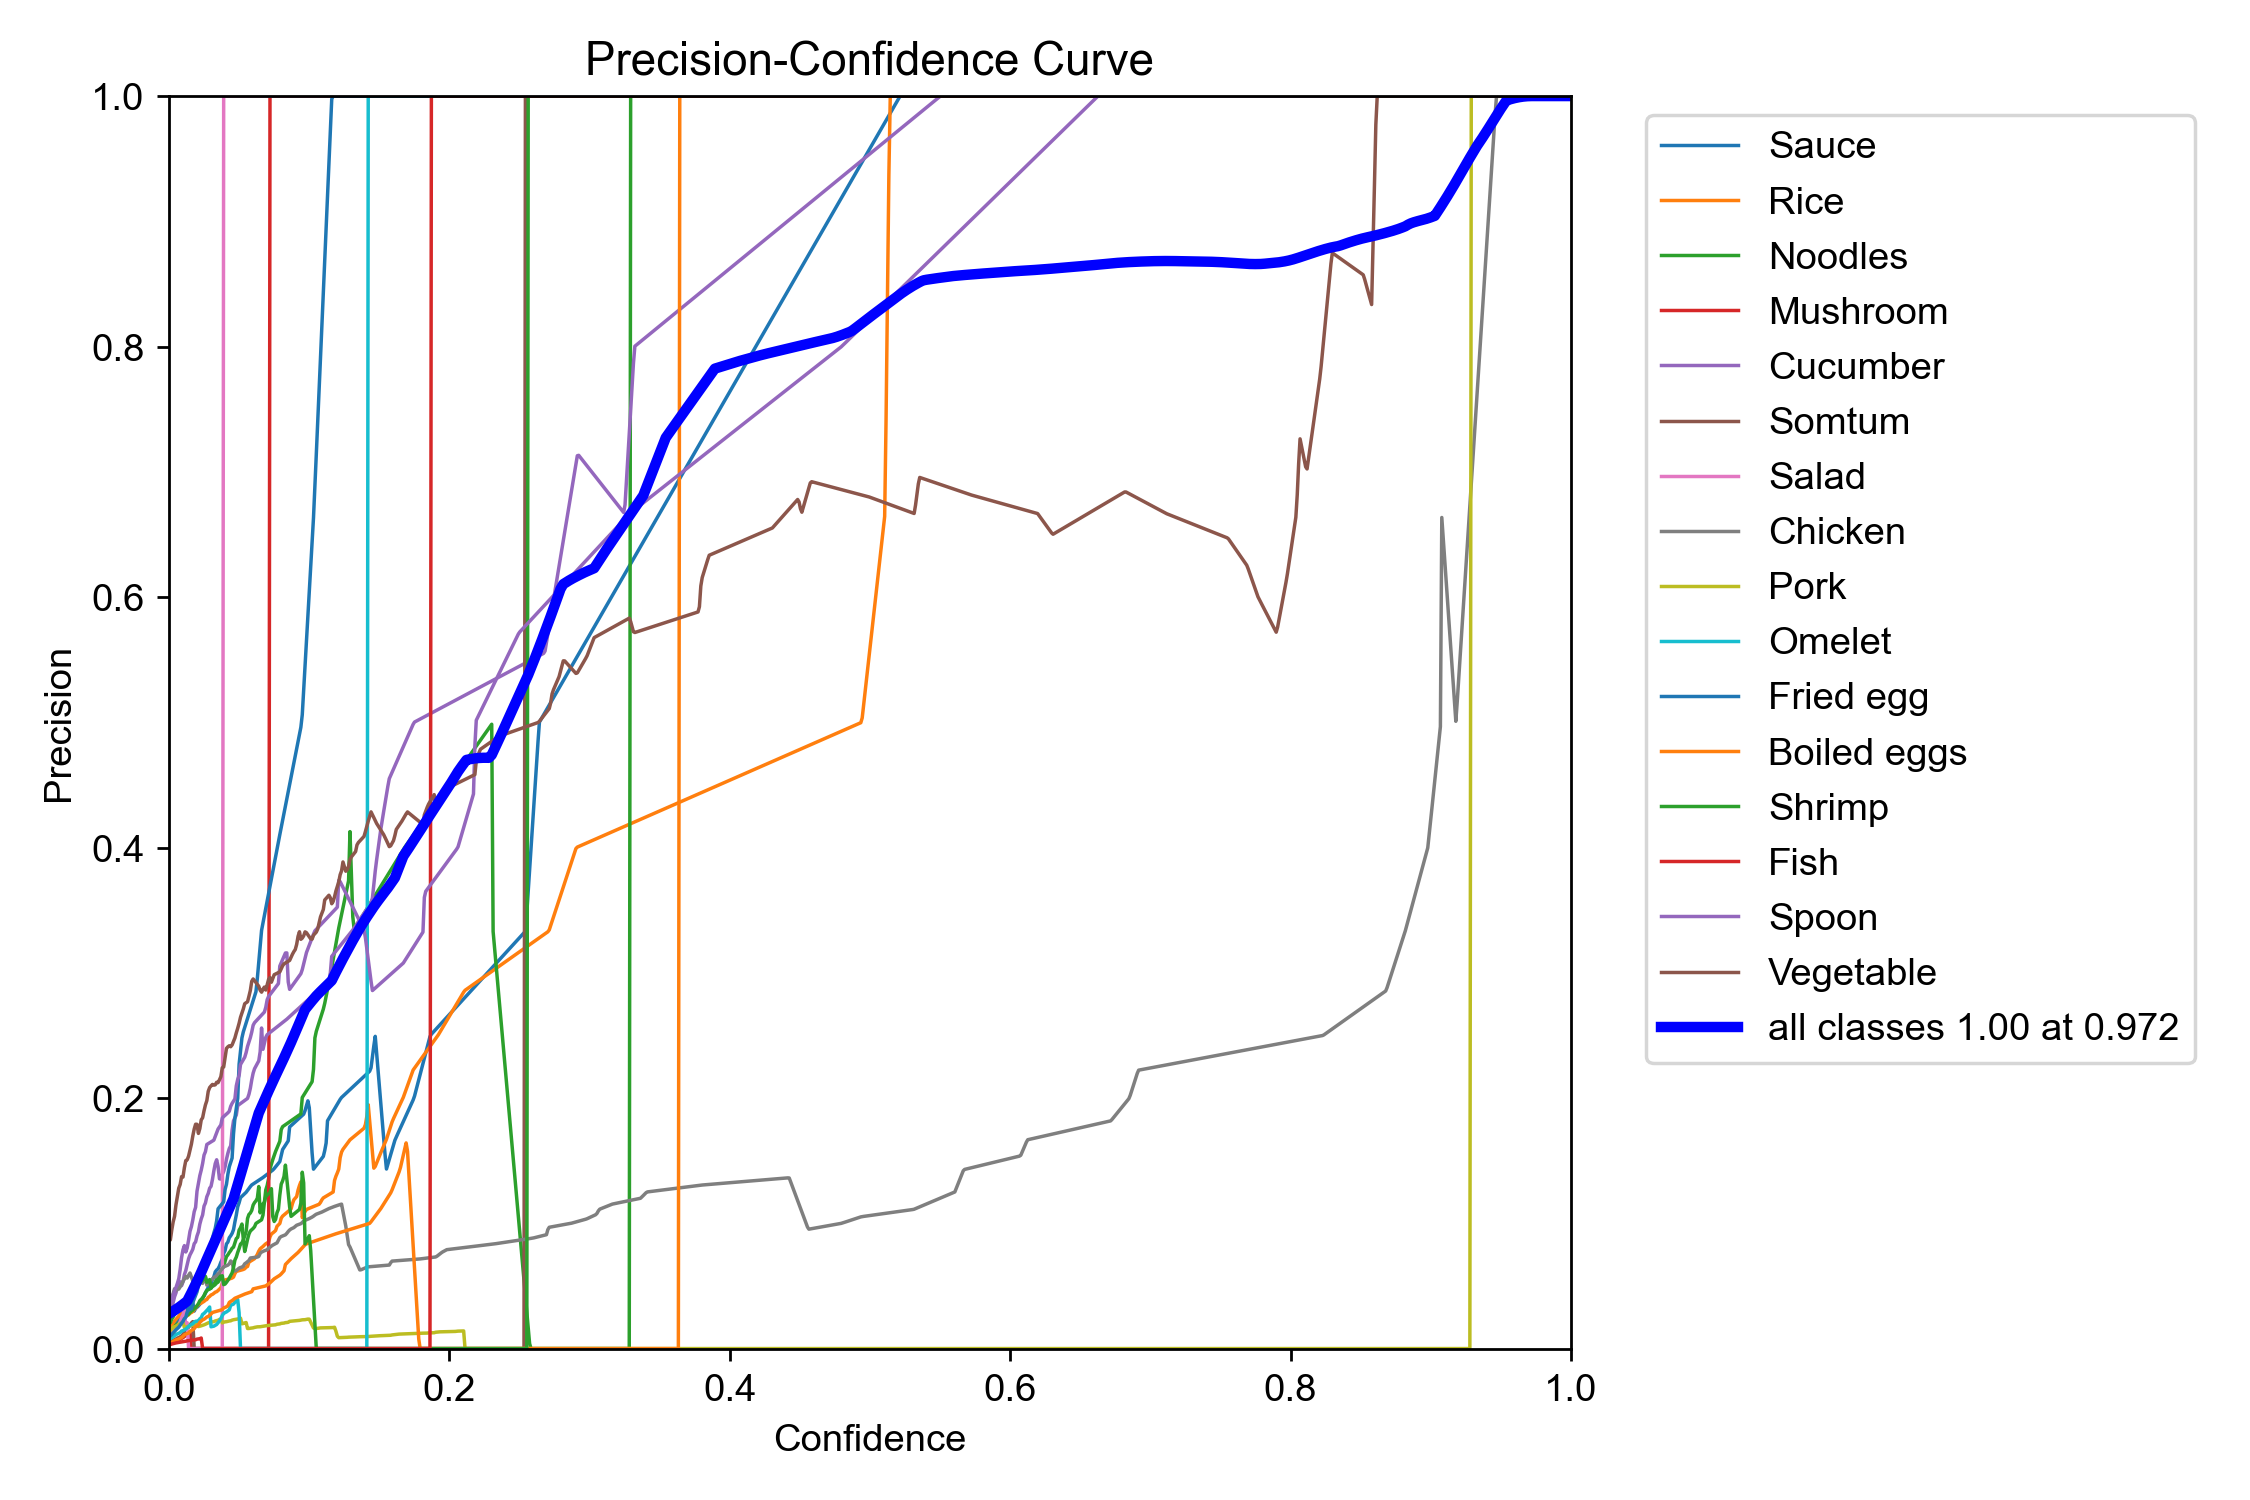 Precision-Confidence Curve
1.0
0.8
0.6
0.4
0.2
0.0
Precision
0.0 0.2 0.4 0.6 0.8 1.0
Confidence
Sauce
Rice
Noodles
Mushroom
Cucumber
Somtum
Salad
Chicken
Pork
Omelet
Fried egg
Boiled eggs
Shrimp
Fish
Spoon
Vegetable
all classes 1.00 at 0.972